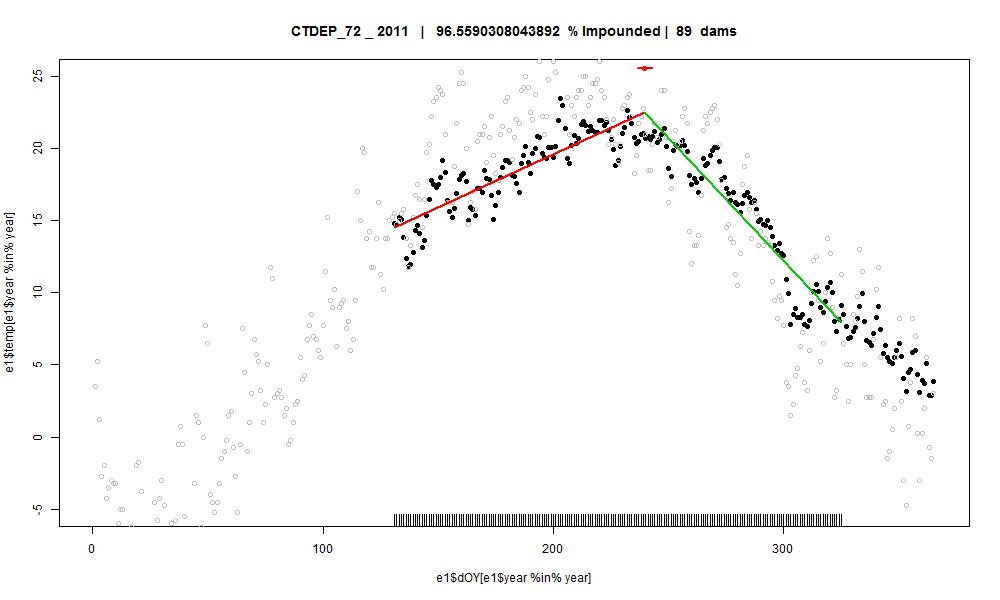 CTDEP_72 _ 2011 | 96.5590308043892 % Impounded | 89 dams
25
20
15
10
5
0
-5
e1$temp[e1$year %in% year]
0 100 200 300
e1$dOY[e1$year %in% year]